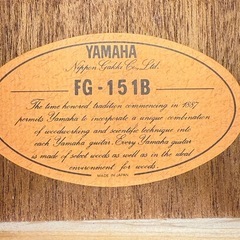 YAMAHA
Nippon Gakki Co., Ltd.
FG-151B
The time honored tradition commencing in 1887
permits Yamaha to incorporate a unique combination
of woodworking and scientific technique into
each Yamaha guitar. Every Yamaha guitar
is made of select woods as well as in the ideal
environment for woods.
MADE IN JAPAN